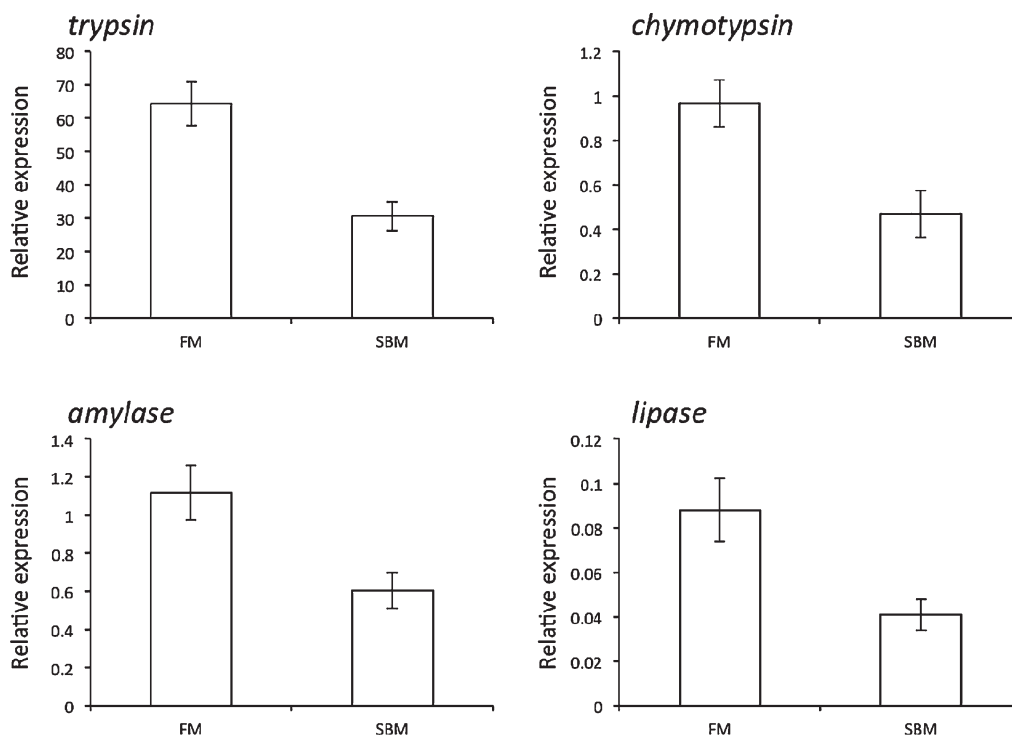 trypsin
Relative expression
80
70
60
50
40
30
20
10
0
FM SBM
chymotypsin
Relative expression
1.2
1
0.8
0.6
0.4
0.2
0
FM SBM
amylase
Relative expression
1.4
1.2
1
0.8
0.6
0.4
0.2
0
FM SBM
lipase
Relative expression
0.12
0.1
0.08
0.06
0.04
0.02
0
FM SBM